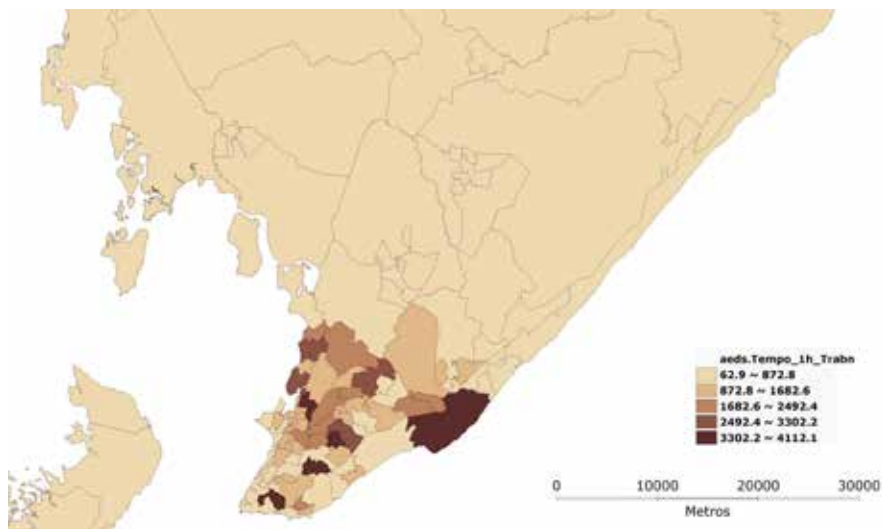 aeds.Tempo_1h_Trabn
62.9 ~ 872.8
872.8 ~ 1682.6
1682.6 ~ 2492.4
2492.4 ~ 3302.2
3302.2 ~ 4112.1
0 10000 20000 30000
Metros